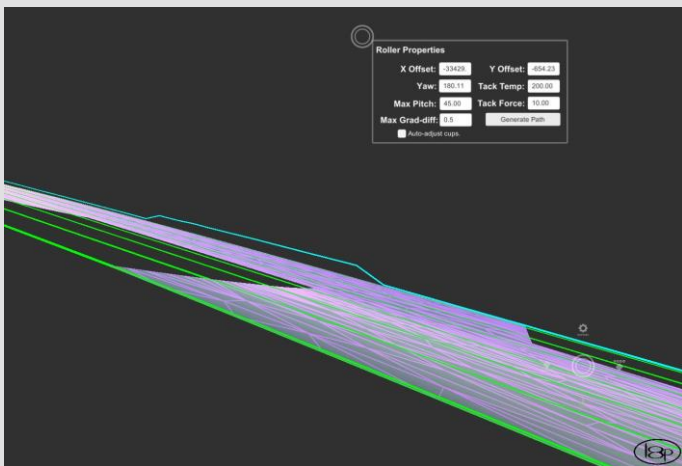 Roller Properties
X Offset: -33429. Y Offset: -654.23
Yaw: 180.11 Tack Temp: 200.00
Max Pitch: 45.00 Tack Force: 10.00
Max Grad-diff: 0.5 Generate Path
Auto-adjust cups.